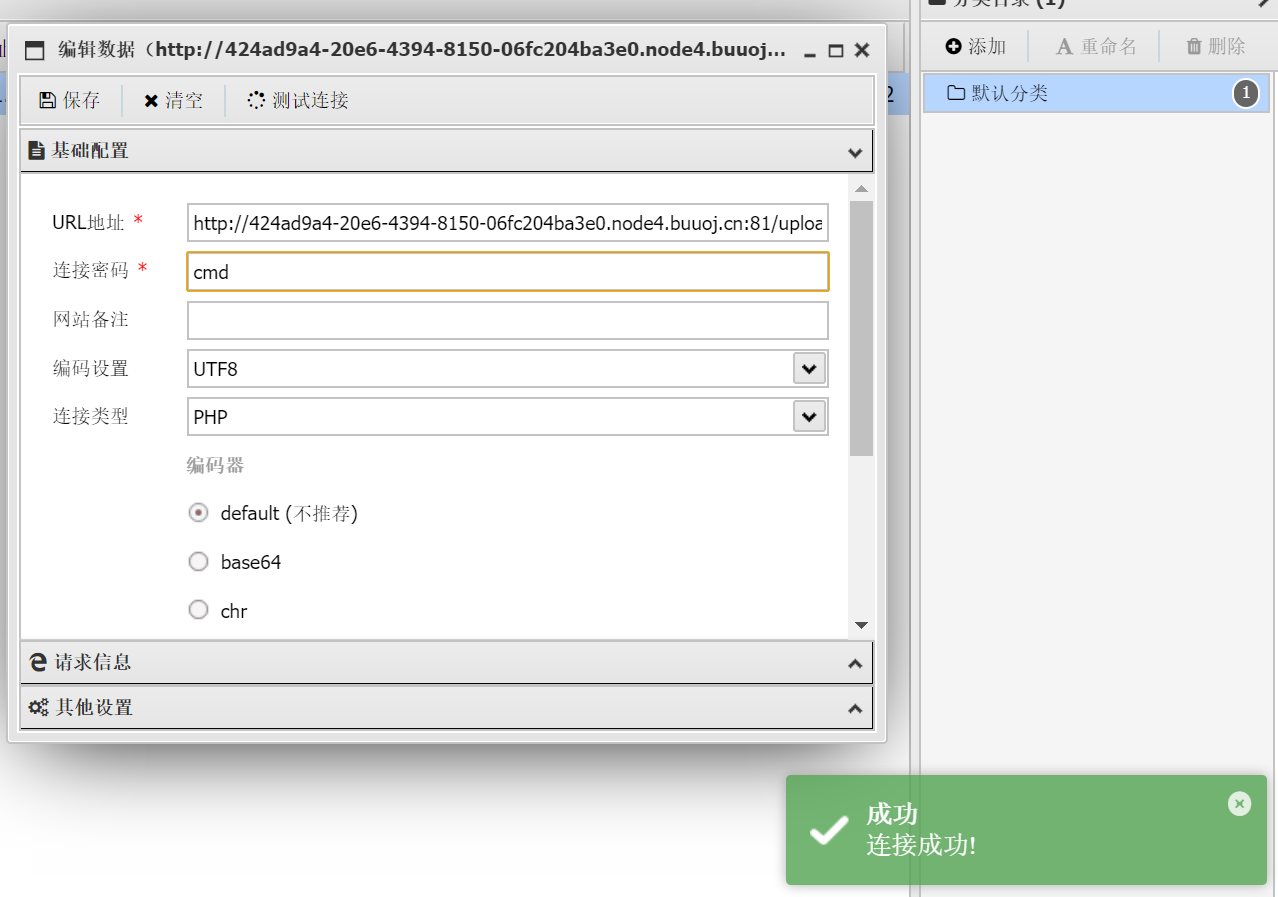 分类目录 (1)
编辑数据（http://424ad9a4-20e6-4394-8150-06fc204ba3e0.node4.buuoj...
添加
重命名
删除
保存
清空
测试连接
2
默认分类
1
基础配置
URL地址 *
http://424ad9a4-20e6-4394-8150-06fc204ba3e0.node4.buuoj.cn:81/uploa
连接密码 *
cmd
网站备注
编码设置
UTF8
连接类型
PHP
编码器
default (不推荐)
base64
chr
请求信息
其他设置
成功
连接成功!